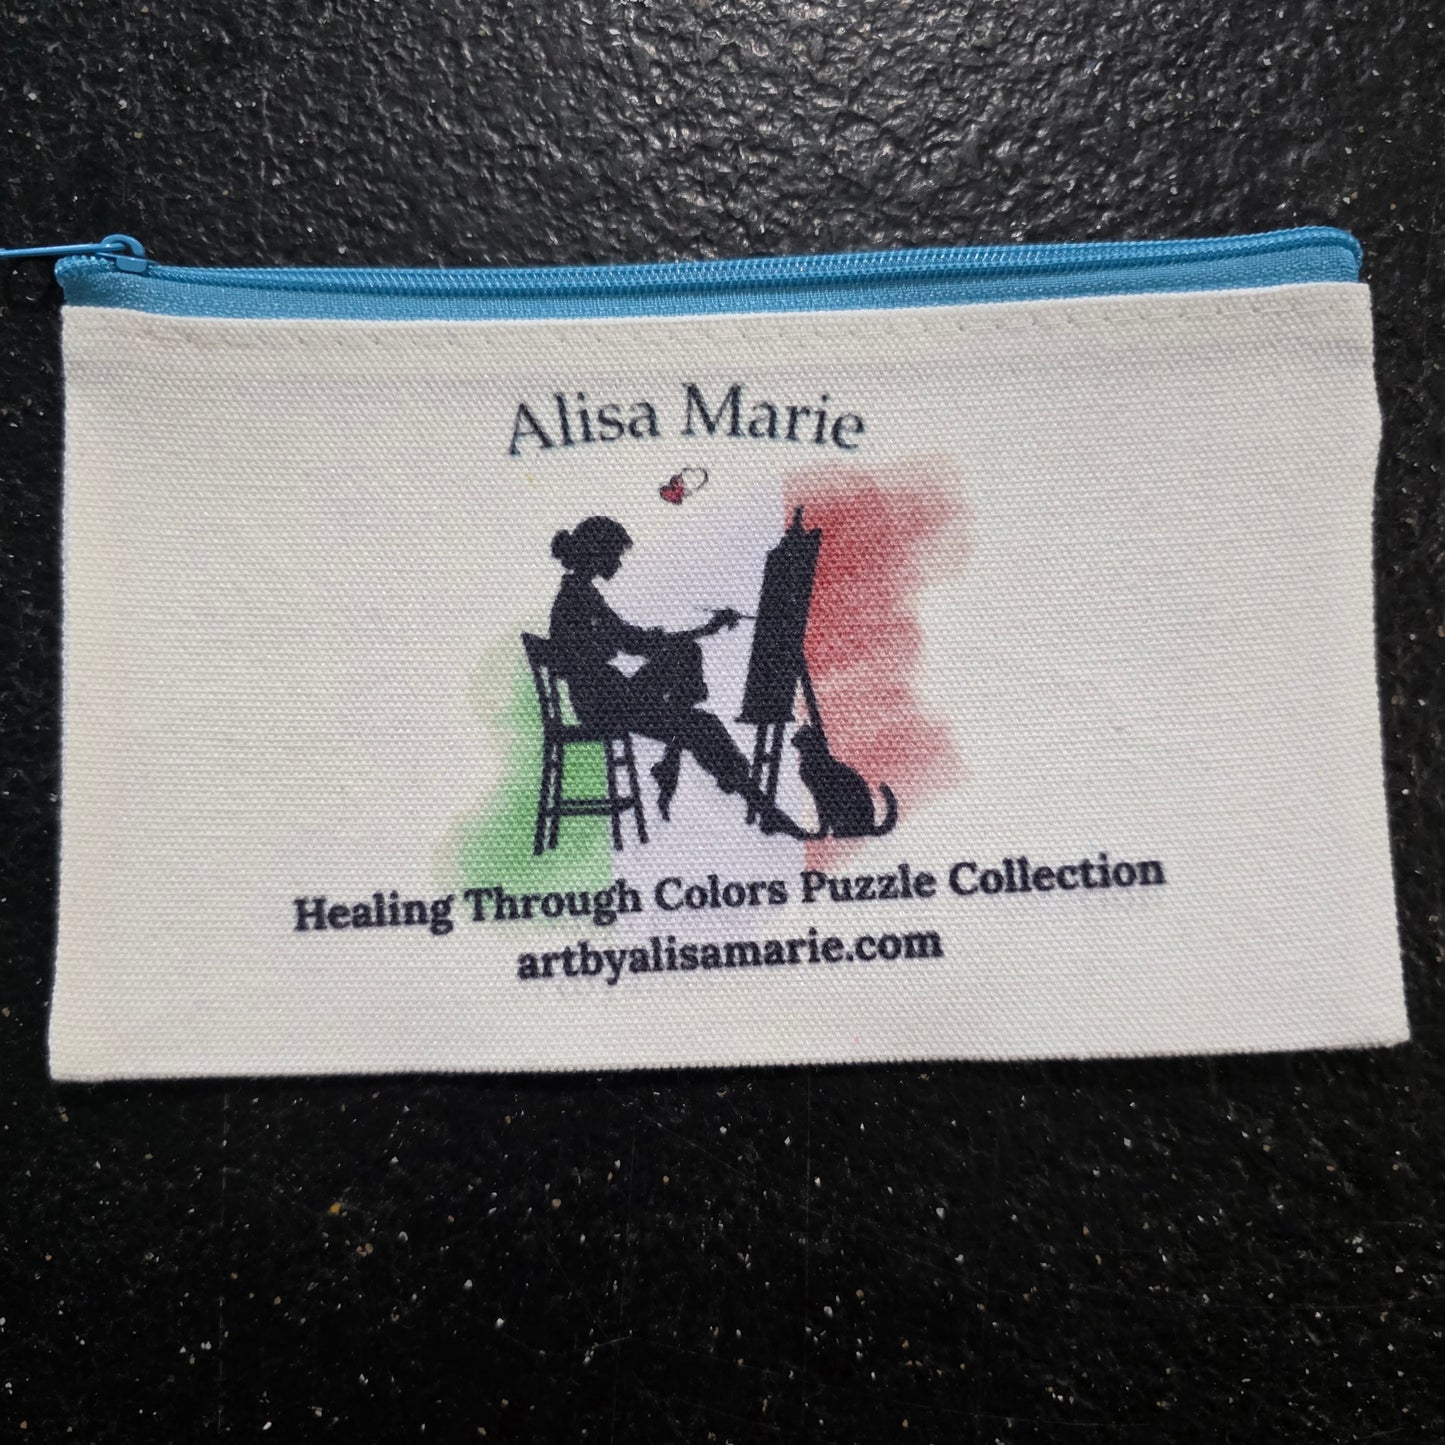 Alisa Marie
Healing Through Colors Puzzle Collection
artbyalisamarie.com